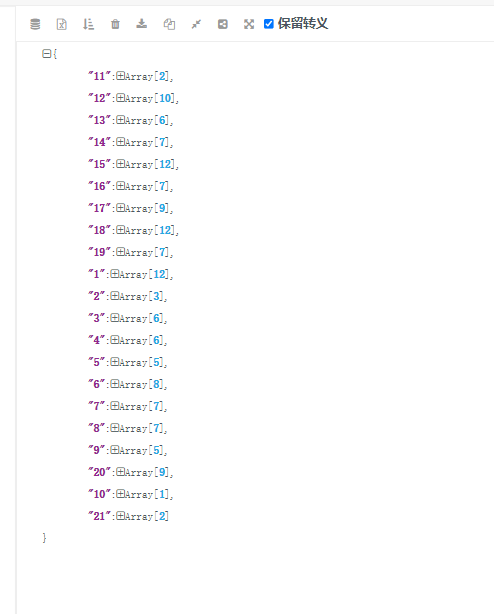 保留转义
{
"11":Array[2],
"12":Array[10],
"13":Array[6],
"14":Array[7],
"15":Array[12],
"16":Array[7],
"17":Array[9],
"18":Array[12],
"19":Array[7],
"1":Array[12],
"2":Array[3],
"3":Array[6],
"4":Array[6],
"5":Array[5],
"6":Array[8],
"7":Array[7],
"8":Array[7],
"9":Array[5],
"20":Array[9],
"10":Array[1],
"21":Array[2]
}